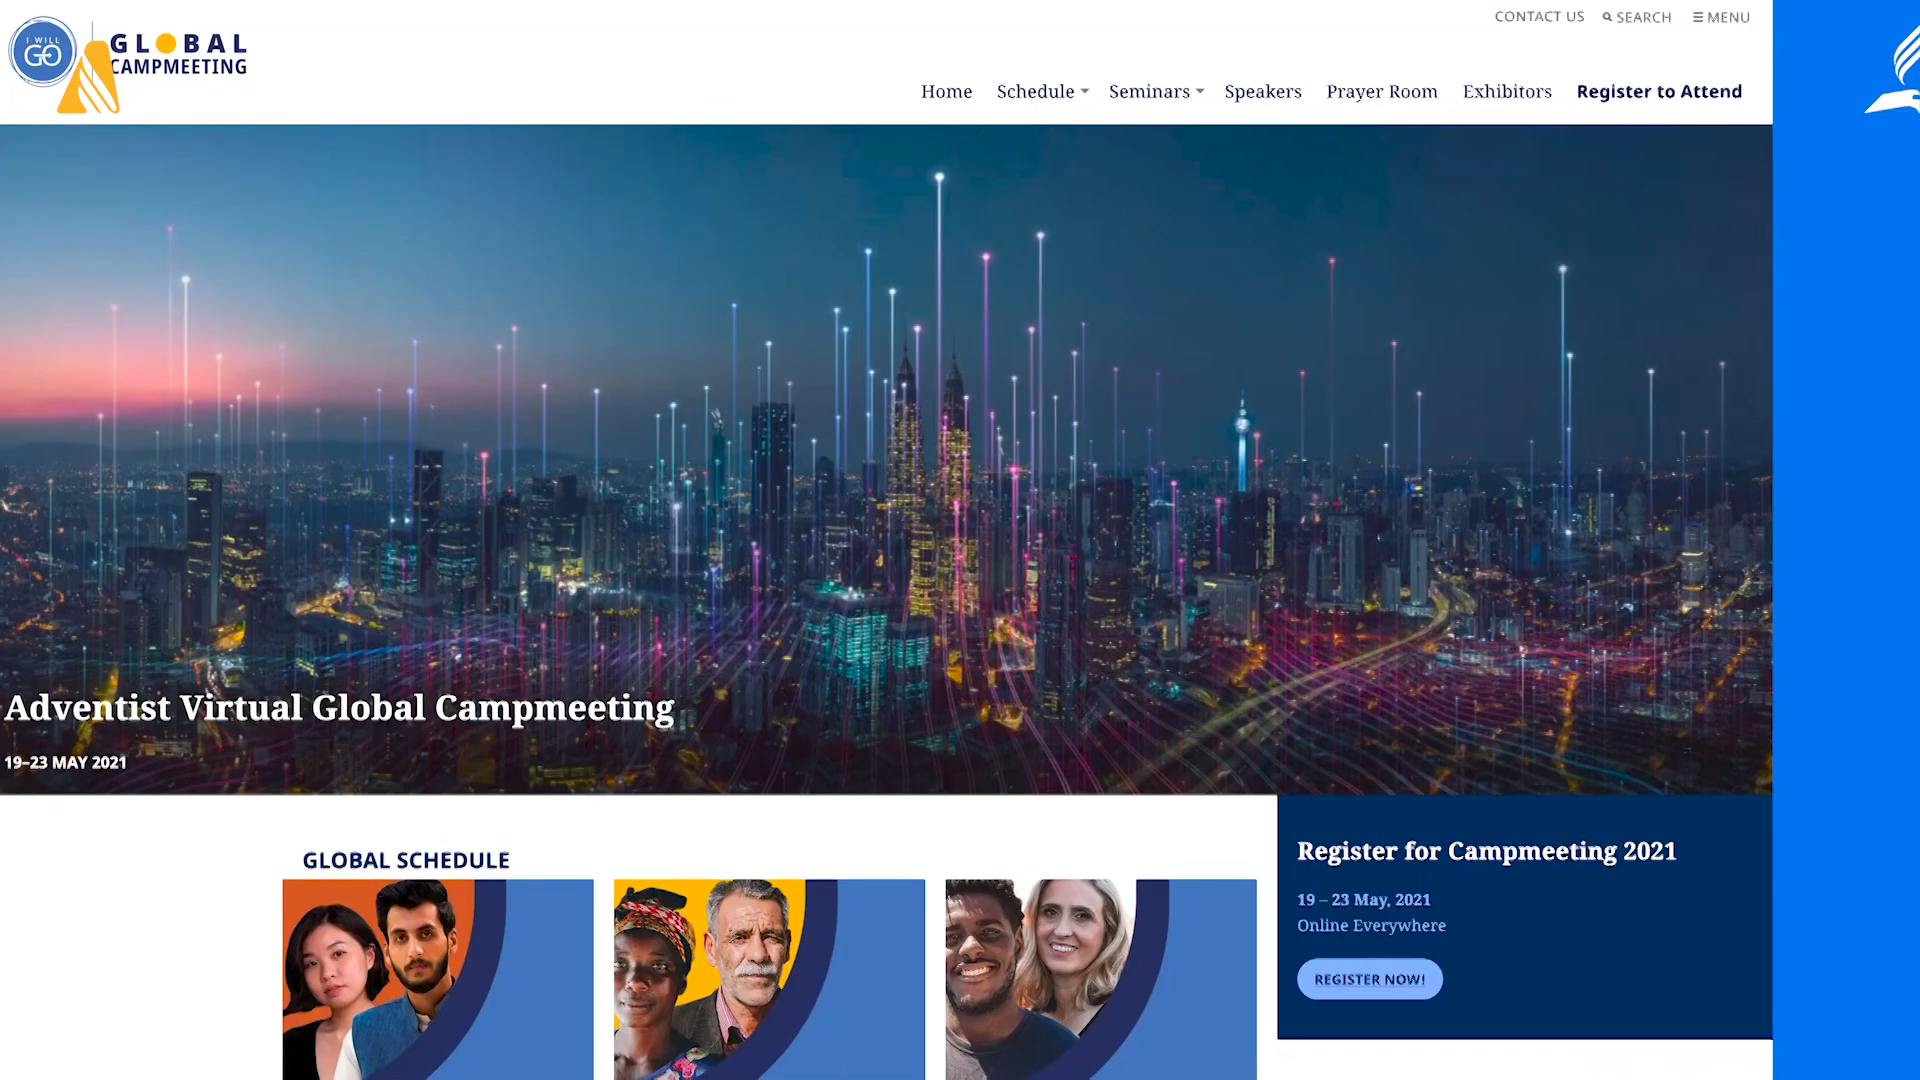 CONTACT US SEARCH MENU
I WILL
GO
GLOBAL
CAMPMEETING
Home Schedule Seminars Speakers Prayer Room Exhibitors Register to Attend
Adventist Virtual Global Campmeeting
19–23 MAY 2021
GLOBAL SCHEDULE
Register for Campmeeting 2021
19 – 23 May, 2021
Online Everywhere
REGISTER NOW!